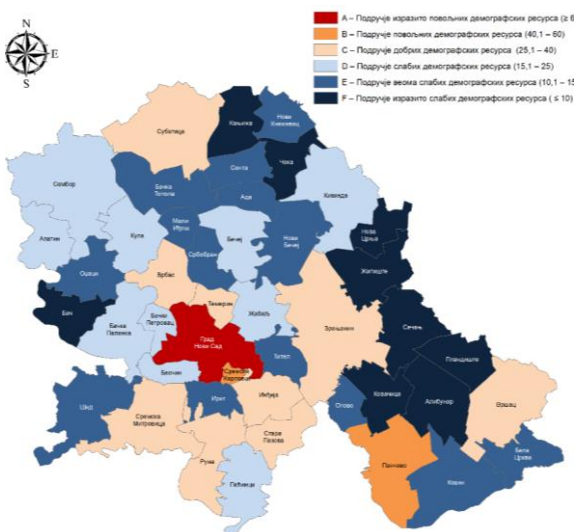 N
E
S
A – Подручје изразито повољних демографских ресурса (≥ 6
B – Подручје повољних демографских ресурса (40,1 – 60)
C – Подручје добрих демографских ресурса (25,1 – 40)
D – Подручје слабих демографских ресурса (15,1 – 25)
E – Подручје веома слабих демографских ресурса (10,1 – 15
F – Подручје изразито слабих демографских ресурса ( ≤ 10)
Суботица
Кањижа
Нови
Кнежевац
Чока
Сента
Сомбор
Бачка
Топола
Ада
Кикинда
Апатин
Кула
Мали
Иђош
Бечеј
Нови
Бечеј
Нова
Црња
Србобран
Оџаци
Врбас
Житиште
Бач
Темерин
Бачки
Петровац
Жабаљ
Зрењанин
Сечањ
Бачка
Паланка
Град
Нови Сад
Тител
Пландиште
Беочин
Сремски
Карловци
Шид
Ириг
Инђија
Опово
Ковачица
Алибунар
Вршац
Сремска
Митровица
Стара
Пазова
Рума
Панчово
Бела
Црква
Пећинци
Ковин